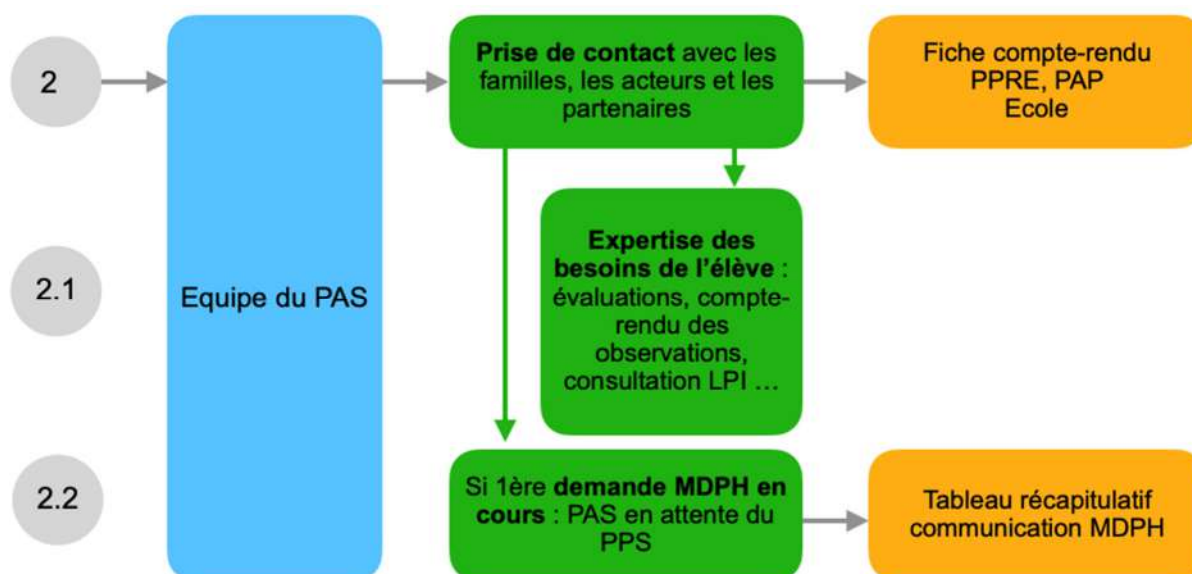 2
Prise de contact avec les
familles, les acteurs et les
partenaires
Fiche compte-rendu
PPRE, PAP
Ecole
2.1
Equipe du PAS
Expertise des
besoins de l'élève :
évaluations, compte-
rendu des
observations,
consultation LPI ...
2.2
Si 1ère demande MDPH en
cours : PAS en attente du
PPS
Tableau récapitulatif
communication MDPH